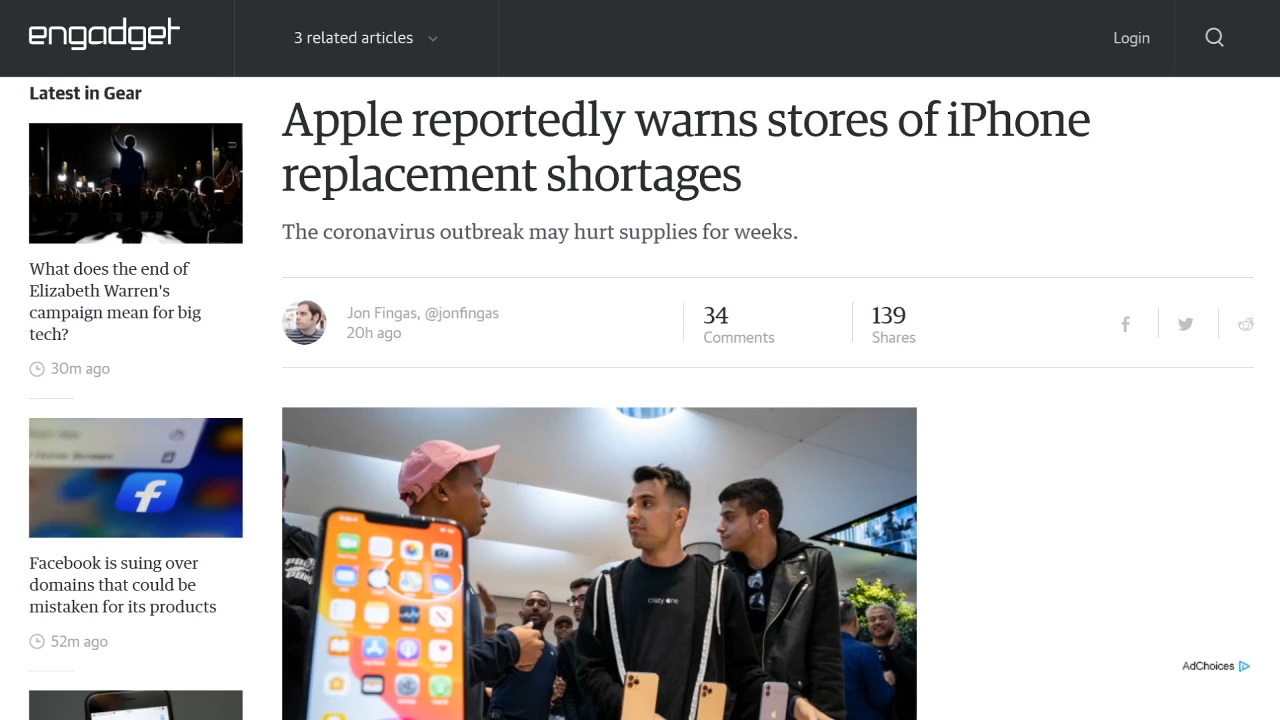 engadget
3 related articles
Login
Latest in Gear
What does the end of
Elizabeth Warren's
campaign mean for big
tech?
30m ago
Facebook is suing over
domains that could be
mistaken for its products
52m ago
Apple reportedly warns stores of iPhone
replacement shortages
The coronavirus outbreak may hurt supplies for weeks.
Jon Fingas, @jonfingas
20h ago
34
Comments
139
Shares
crazy one
AdChoices